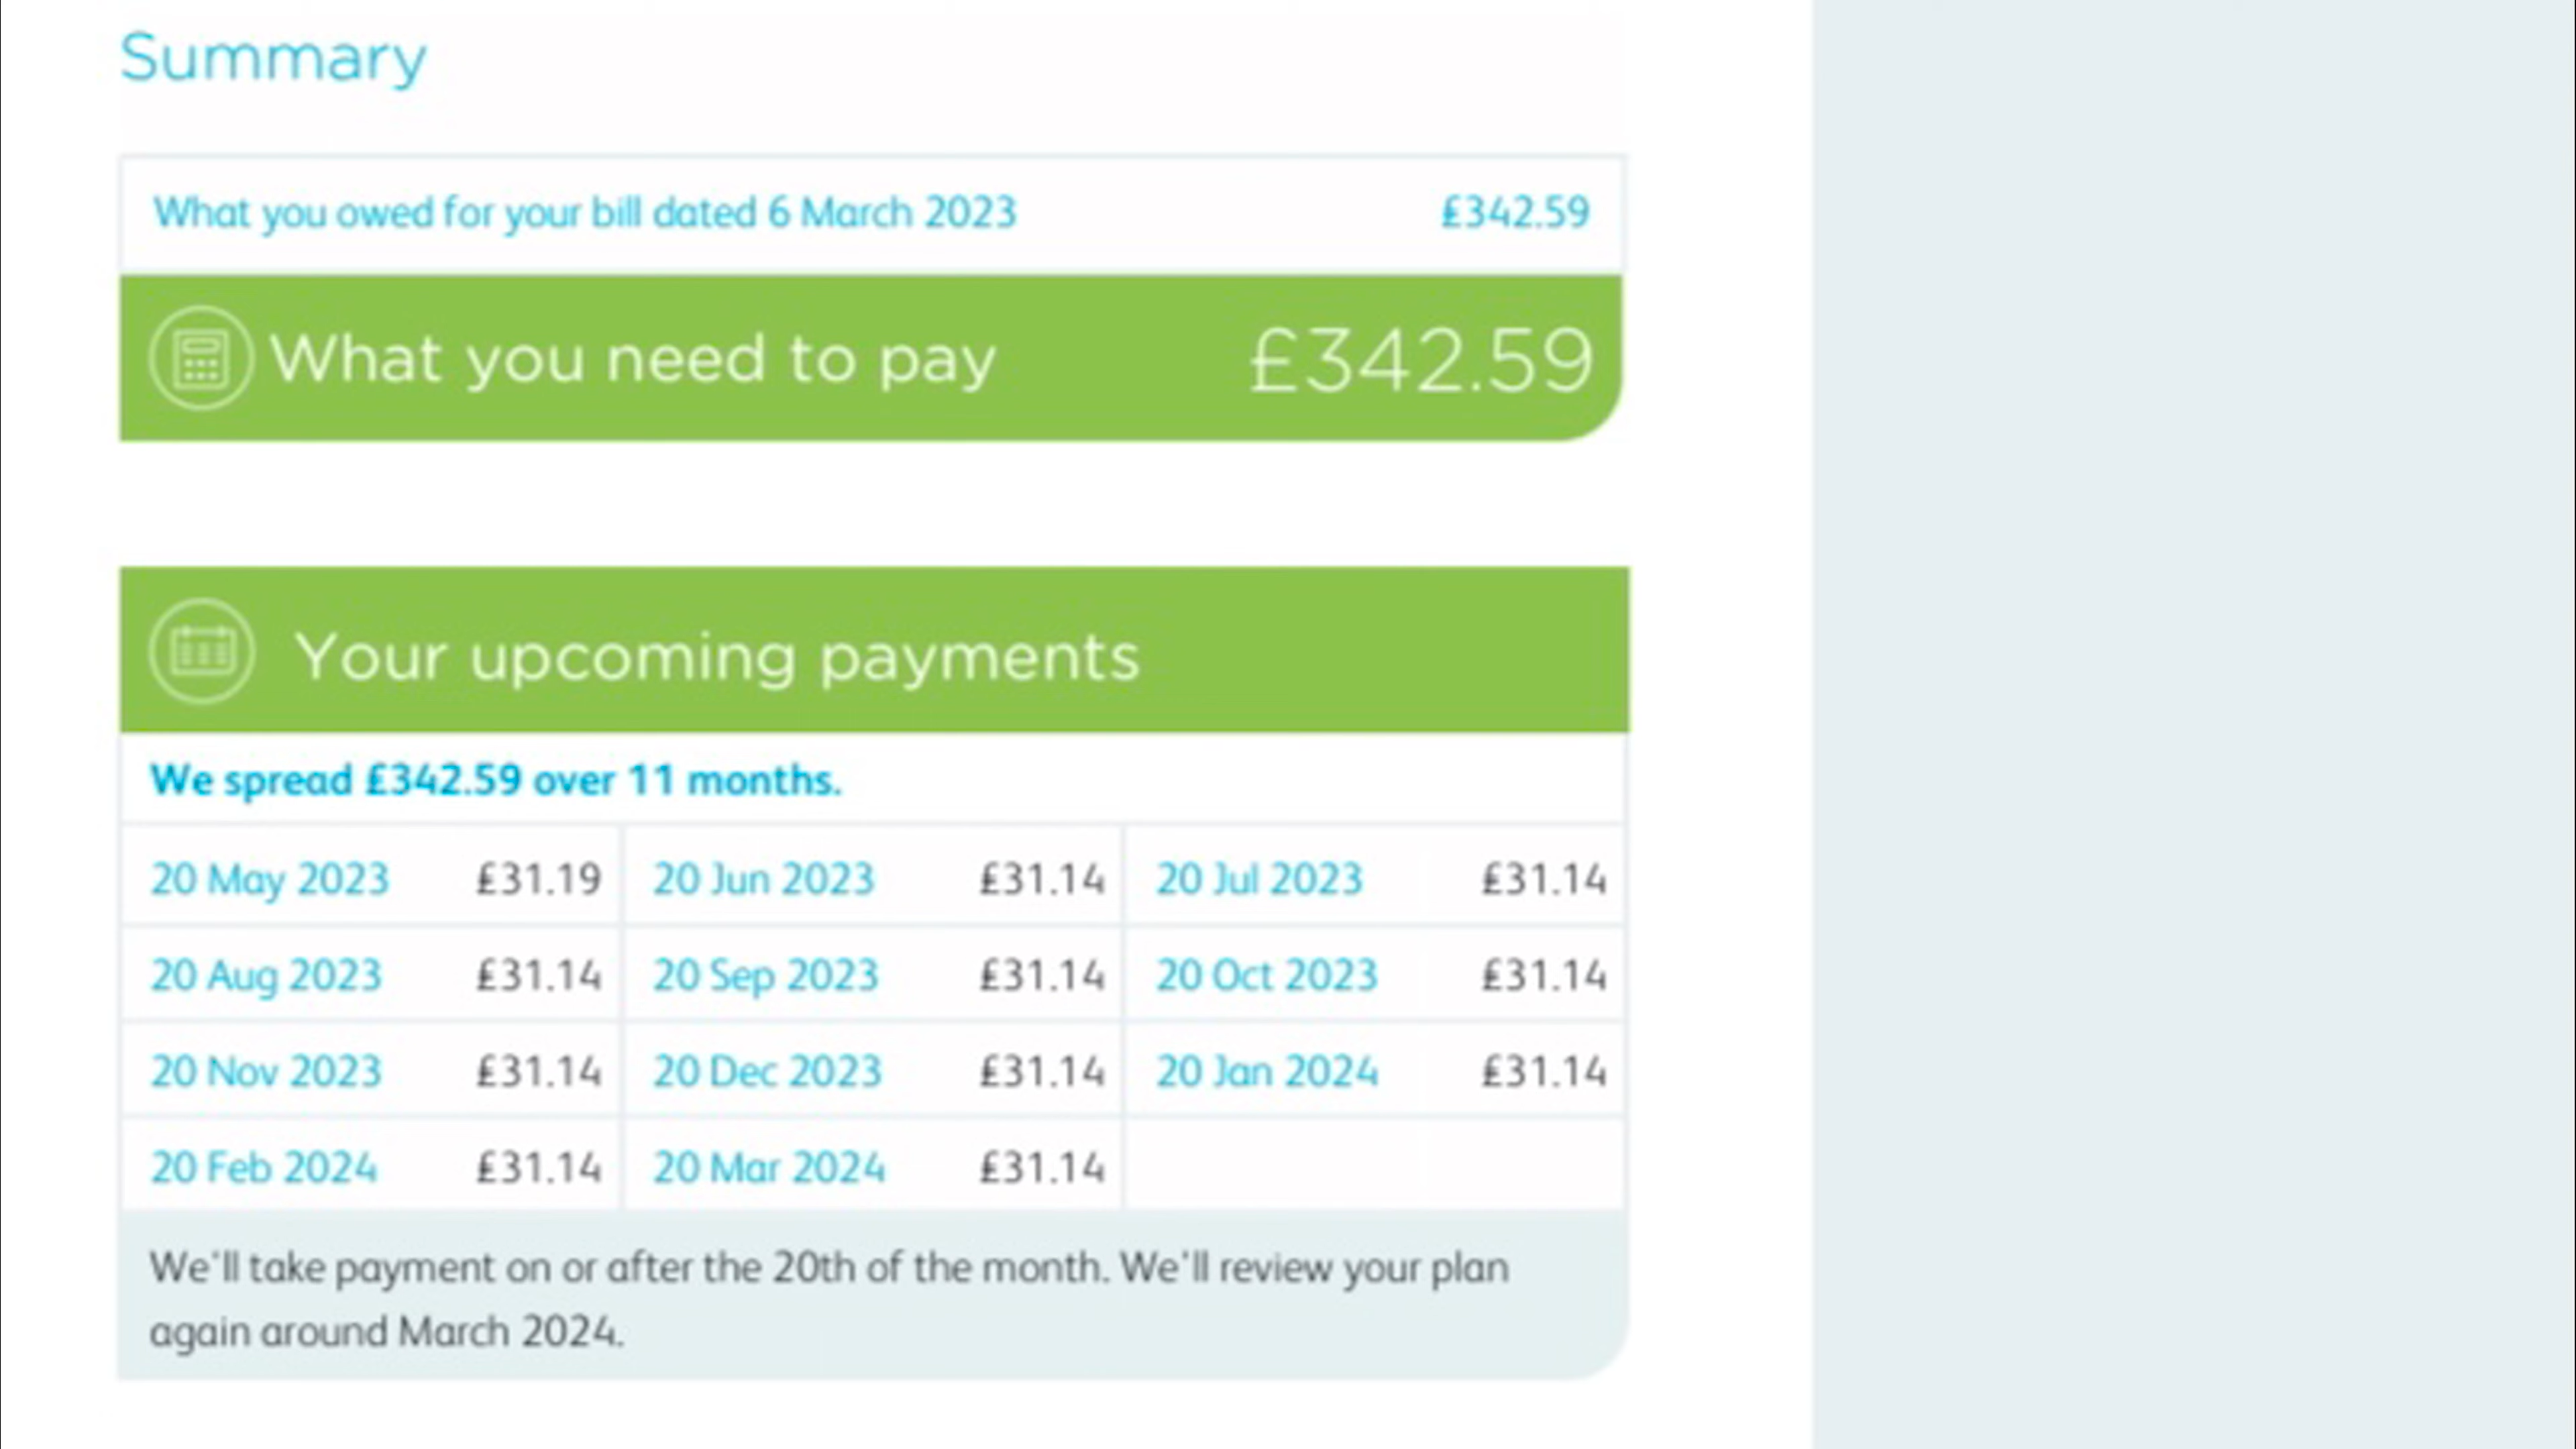 Summary
What you owed for your bill dated 6 March 2023 £342.59
What you need to pay £342.59
Your upcoming payments
We spread £342.59 over 11 months.
20 May 2023 £31.19 20 Jun 2023 £31.14 20 Jul 2023 £31.14
20 Aug 2023 £31.14 20 Sep 2023 £31.14 20 Oct 2023 £31.14
20 Nov 2023 £31.14 20 Dec 2023 £31.14 20 Jan 2024 £31.14
20 Feb 2024 £31.14 20 Mar 2024 £31.14
We'll take payment on or after the 20th of the month. We'll review your plan
again around March 2024.